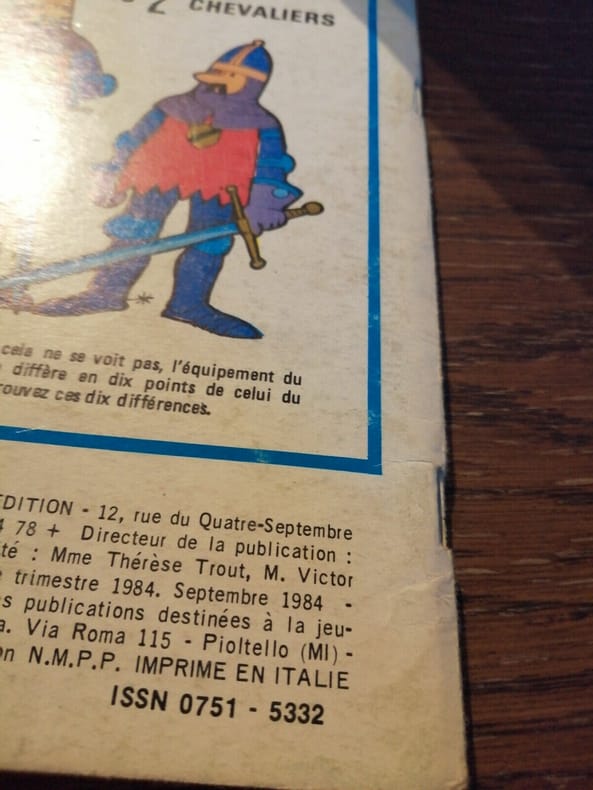 2 CHEVALIERS
cela ne se voit pas, l'équipement du
diffère en dix points de celui du
rouvez ces dix différences.
EDITION - 12, rue du Quatre-Septembre
4 78 + Directeur de la publication :
té : Mme Thérèse Trout, M. Victor
trimestre 1984. Septembre 1984 -
s publications destinées à la jeu-
a. Via Roma 115 - Pioltello (MI) -
on N.M.P.P. IMPRIME EN ITALIE
ISSN 0751 - 5332